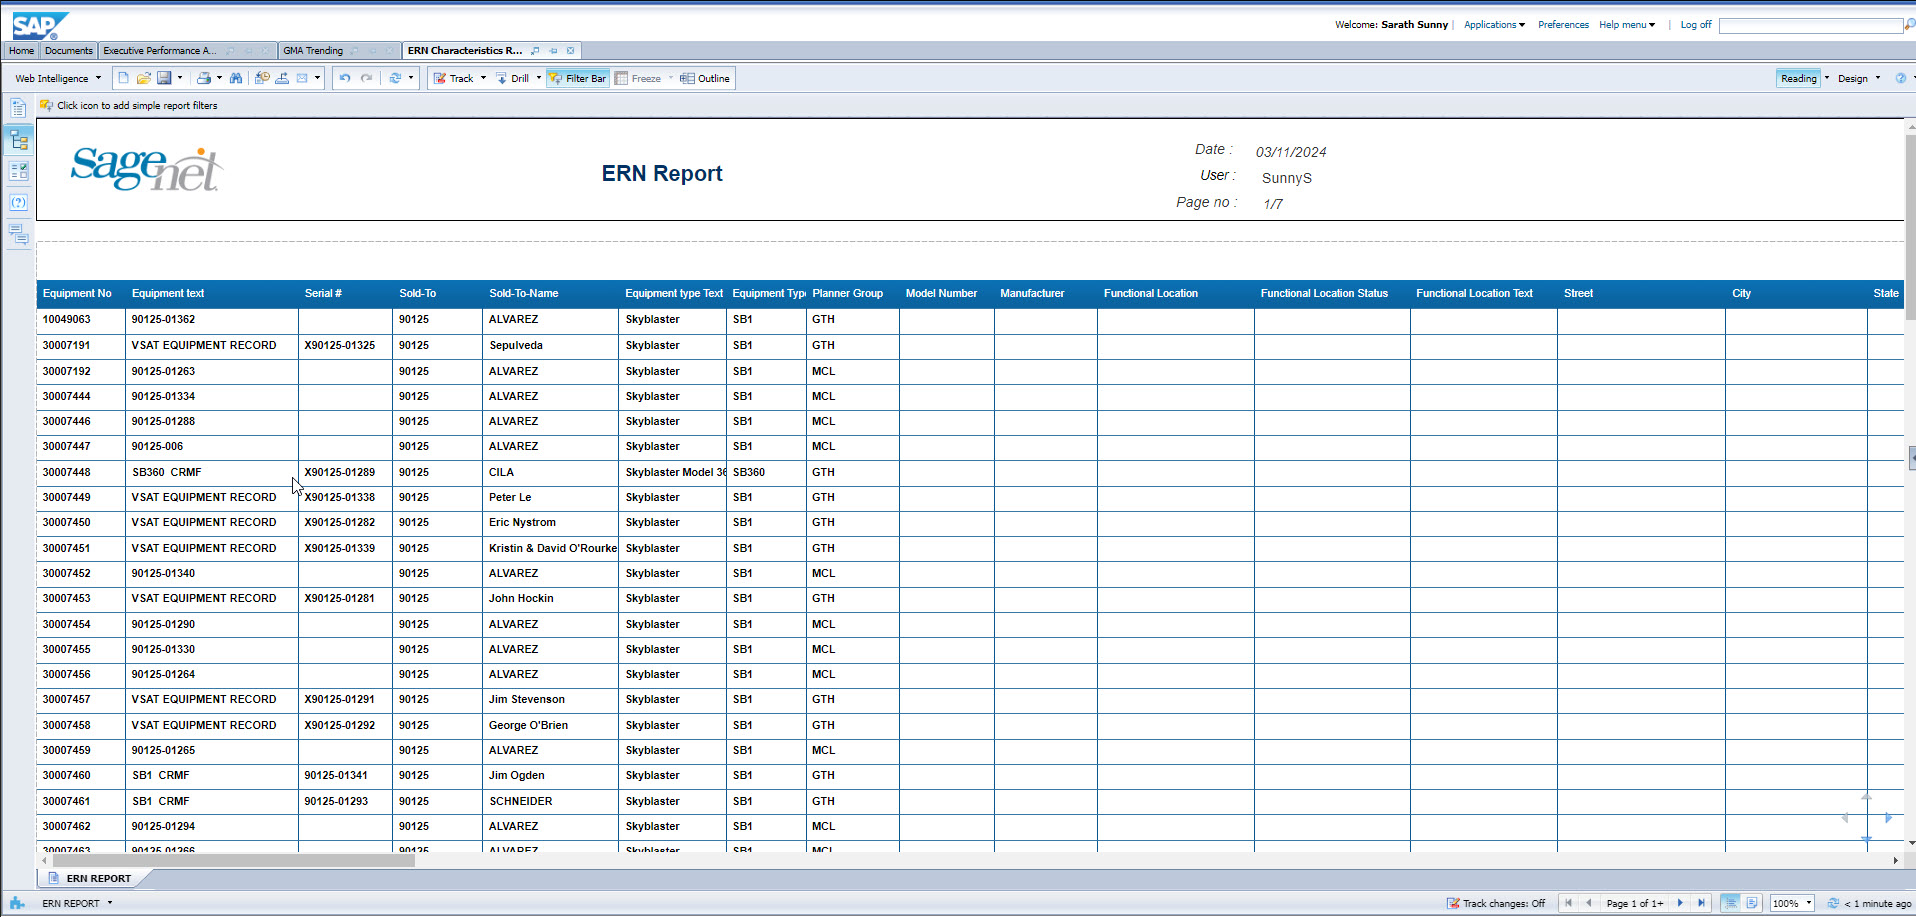 SAP
Welcome: Sarath Sunny | Applications Preferences Help menu | Log off
Home Documents Executive Performance A... GMA Trending ERN Characteristics R...
Web Intelligence Track Drill Filter Bar Freeze Outline Reading Design
Click icon to add simple report filters
Sagenet
ERN Report
Date : 03/11/2024
User : SunnyS
Page no : 1/7
Equipment No Equipment text Serial # Sold-To Sold-To-Name Equipment type Text Equipment Typ Planner Group Model Number Manufacturer Functional Location Functional Location Status Functional Location Text Street City State
10049063 90125-01362 90125 ALVAREZ Skyblaster SB1 GTH
30007191 VSAT EQUIPMENT RECORD X90125-01325 90125 Sepulveda Skyblaster SB1 GTH
30007192 90125-01263 90125 ALVAREZ Skyblaster SB1 MCL
30007444 90125-01334 90125 ALVAREZ Skyblaster SB1 MCL
30007446 90125-01288 90125 ALVAREZ Skyblaster SB1 MCL
30007447 90125-006 90125 ALVAREZ Skyblaster SB1 MCL
30007448 SB360 CRMF X90125-01289 90125 CILA Skyblaster Model 36 SB360 GTH
30007449 VSAT EQUIPMENT RECORD X90125-01338 90125 Peter Le Skyblaster SB1 GTH
30007450 VSAT EQUIPMENT RECORD X90125-01282 90125 Eric Nystrom Skyblaster SB1 GTH
30007451 VSAT EQUIPMENT RECORD X90125-01339 90125 Kristin & David O'Rourke Skyblaster SB1 GTH
30007452 90125-01340 90125 ALVAREZ Skyblaster SB1 MCL
30007453 VSAT EQUIPMENT RECORD X90125-01281 90125 John Hockin Skyblaster SB1 GTH
30007454 90125-01290 90125 ALVAREZ Skyblaster SB1 MCL
30007455 90125-01330 90125 ALVAREZ Skyblaster SB1 MCL
30007456 90125-01264 90125 ALVAREZ Skyblaster SB1 MCL
30007457 VSAT EQUIPMENT RECORD X90125-01291 90125 Jim Stevenson Skyblaster SB1 GTH
30007458 VSAT EQUIPMENT RECORD X90125-01292 90125 George O'Brien Skyblaster SB1 GTH
30007459 90125-01265 90125 ALVAREZ Skyblaster SB1 MCL
30007460 SB1 CRMF 90125-01341 90125 Jim Ogden Skyblaster SB1 GTH
30007461 SB1 CRMF 90125-01293 90125 SCHNEIDER Skyblaster SB1 GTH
30007462 90125-01294 90125 ALVAREZ Skyblaster SB1 MCL
30007463 90125-01266 90125 ALVAREZ Skyblaster SB1 MCL
ERN REPORT
ERN REPORT Track changes: Off Page 1 of 1+ 100% < 1 minute ago